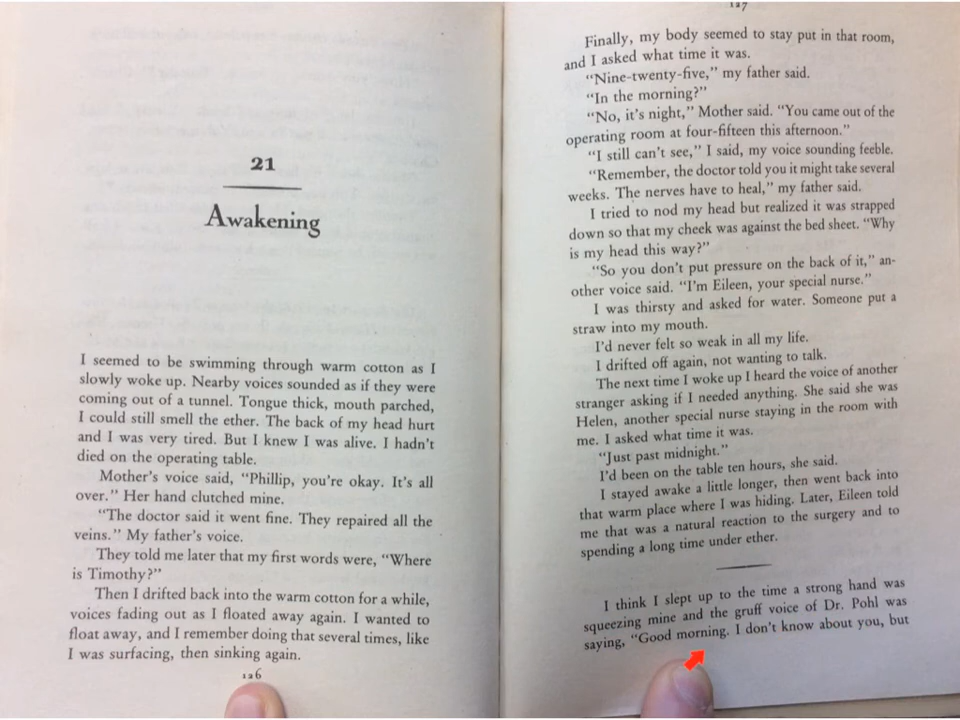 21
Awakening
I seemed to be swimming through warm cotton as I
slowly woke up. Nearby voices sounded as if they were
coming out of a tunnel. Tongue thick, mouth parched,
I could still smell the ether. The back of my head hurt
and I was very tired. But I knew I was alive. I hadn't
died on the operating table.
Mother's voice said, “Phillip, you're okay. It's all
over.” Her hand clutched mine.
“The doctor said it went fine. They repaired all the
veins.” My father's voice.
They told me later that my first words were, “Where
is Timothy?”
Then I drifted back into the warm cotton for a while,
voices fading out as I floated away again. I wanted to
float away, and I remember doing that several times, like
I was surfacing, then sinking again.
126
127
Finally, my body seemed to stay put in that room,
and I asked what time it was.
“Nine-twenty-five,” my father said.
“In the morning?”
“No, it's night,” Mother said. “You came out of the
operating room at four-fifteen this afternoon.”
“I still can't see,” I said, my voice sounding feeble.
“Remember, the doctor told you it might take several
weeks. The nerves have to heal,” my father said.
I tried to nod my head but realized it was strapped
down so that my cheek was against the bed sheet. “Why
is my head this way?”
“So you don't put pressure on the back of it,” an-
other voice said. “I'm Eileen, your special nurse.”
I was thirsty and asked for water. Someone put a
straw into my mouth.
I'd never felt so weak in all my life.
I drifted off again, not wanting to talk.
The next time I woke up I heard the voice of another
stranger asking if I needed anything. She said she was
Helen, another special nurse staying in the room with
me. I asked what time it was.
“Just past midnight.”
I'd been on the table ten hours, she said.
I stayed awake a little longer, then went back into
that warm place where I was hiding. Later, Eileen told
me that was a natural reaction to the surgery and to
spending a long time under ether.
I think I slept up to the time a strong hand was
squeezing mine and the gruff voice of Dr. Pohl was
saying, “Good morning. I don't know about you, but